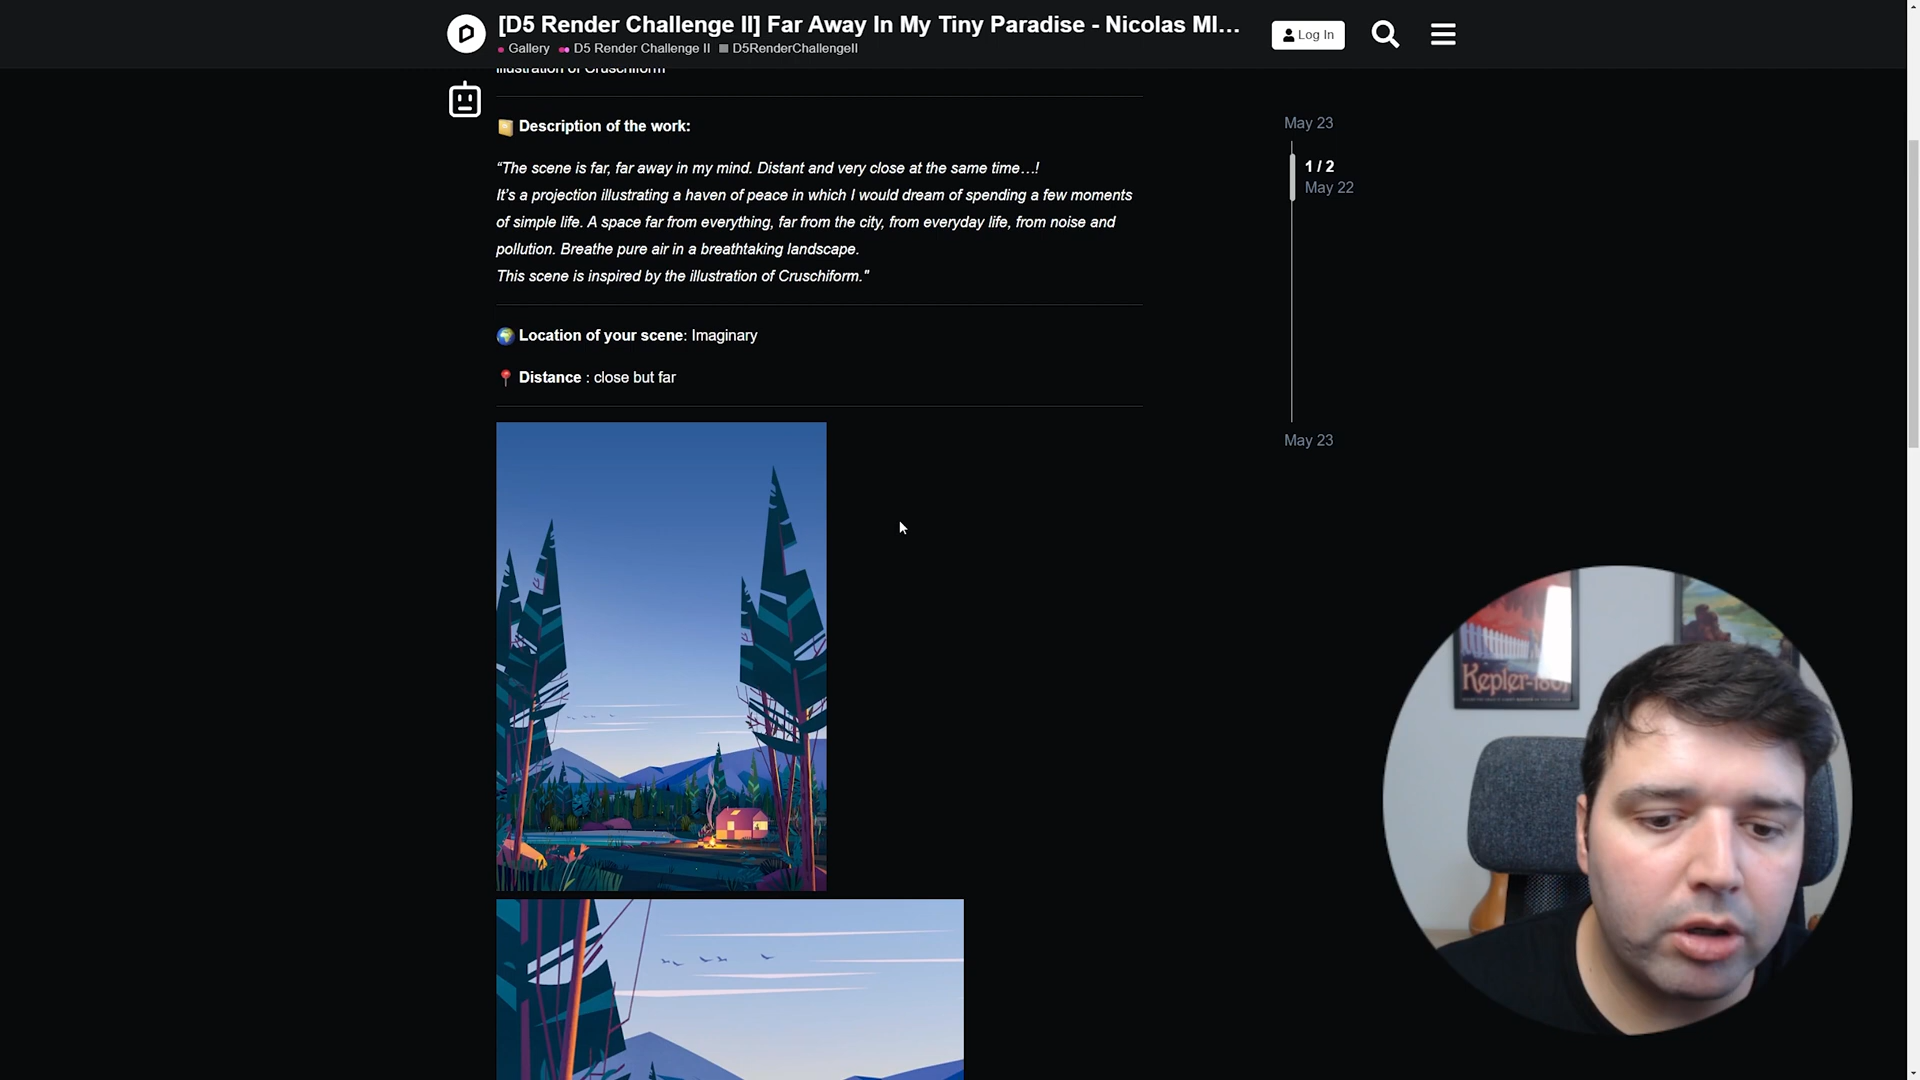 [D5 Render Challenge II] Far Away In My Tiny Paradise - Nicolas MI...
Gallery D5 Render Challenge II D5RenderChallengeII
Log In
Illustration of Cruschiform
Description of the work:
“The scene is far, far away in my mind. Distant and very close at the same time…!
It’s a projection illustrating a haven of peace in which I would dream of spending a few moments
of simple life. A space far from everything, far from the city, from everyday life, from noise and
pollution. Breathe pure air in a breathtaking landscape.
This scene is inspired by the illustration of Cruschiform."
Location of your scene: Imaginary
Distance : close but far
May 23
1 / 2
May 22
May 23